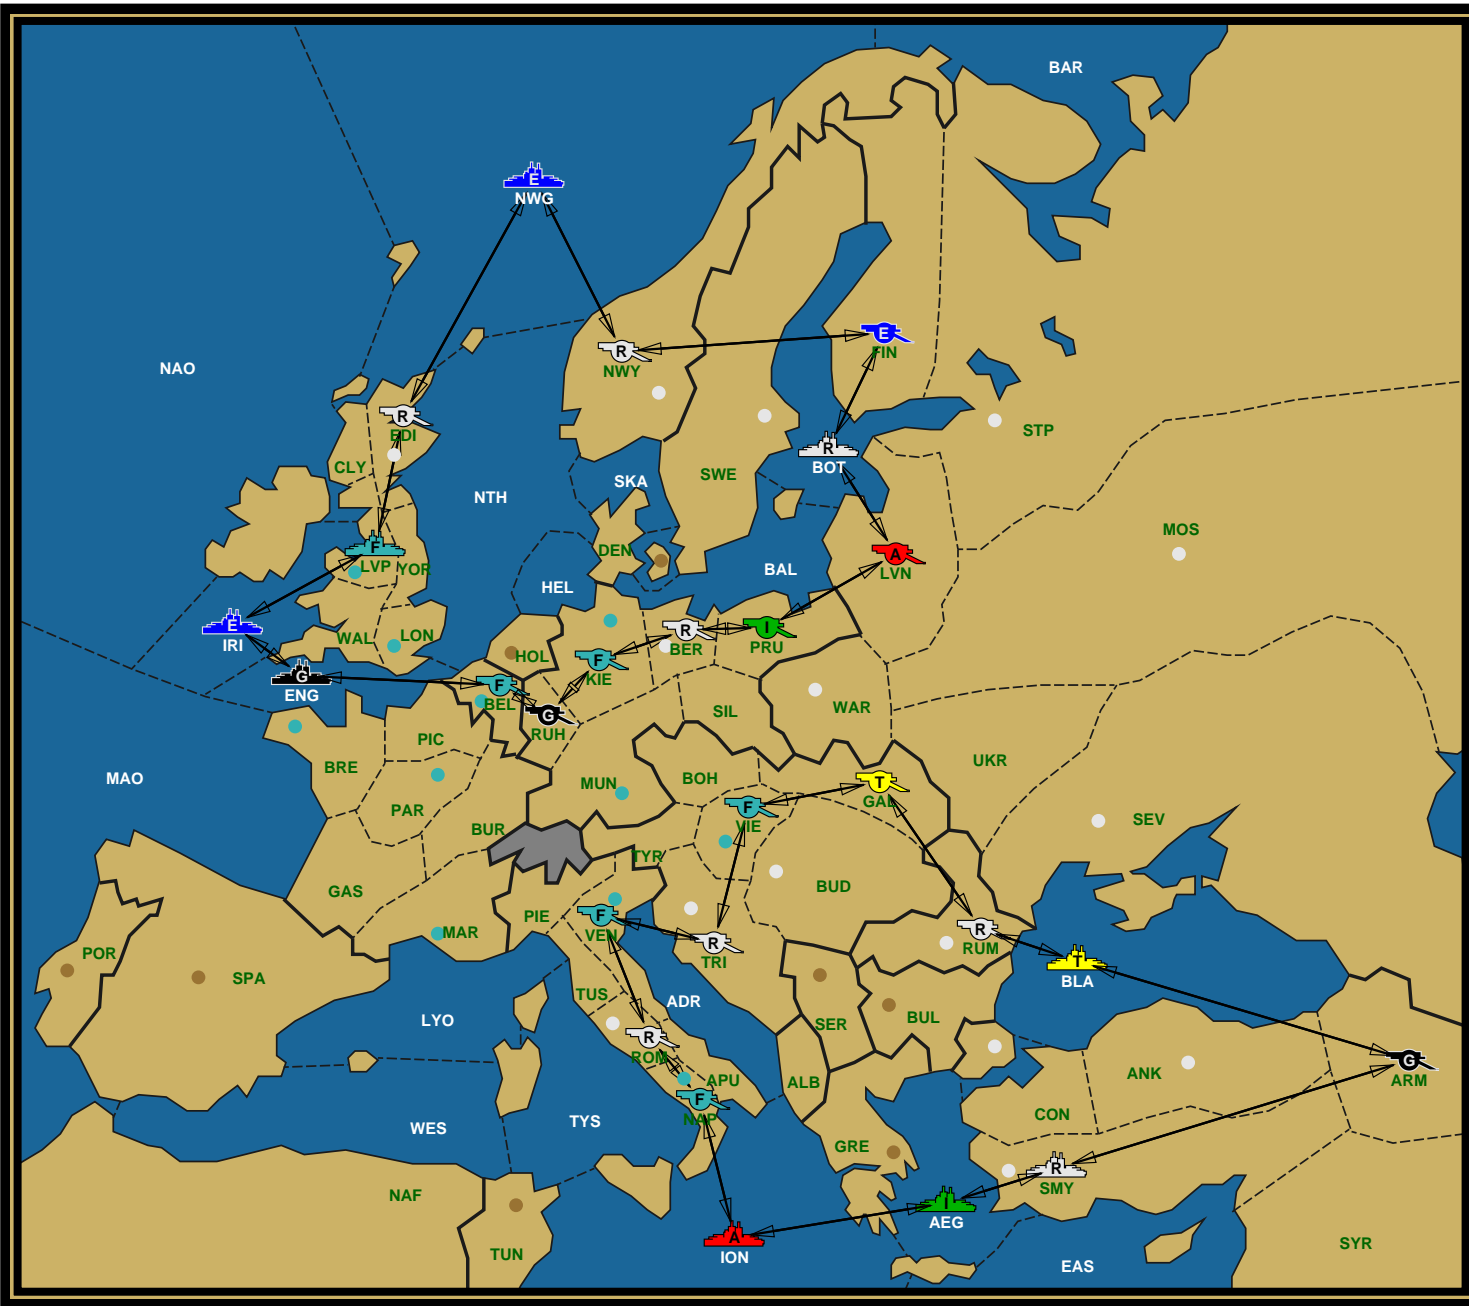 BAR
E
NWG
E
FIN
NAO
R
NWY
R
EDI
R
BOT
STP
CLY
SKA
SWE
NTH
MOS
F
LVP
YOR
DEN
BAL
A
LVN
HEL
E
IRI
WAL
LON
HOL
R
BER
I
PRU
F
KIE
G
ENG
F
BEL
G
RUH
SIL
WAR
PIC
BRE
MAO
PAR
MUN
BOH
T
GAL
UKR
F
VIE
SEV
BUR
TYR
BUD
GAS
PIE
F
VEN
MAR
R
TRI
R
RUM
POR
SPA
T
BLA
TUS
ADR
LYO
SER
BUL
R
ROM
G
ARM
ANK
APU
ALB
F
NAP
CON
WES
TYS
GRE
R
SMY
NAF
I
AEG
A
ION
TUN
EAS
SYR